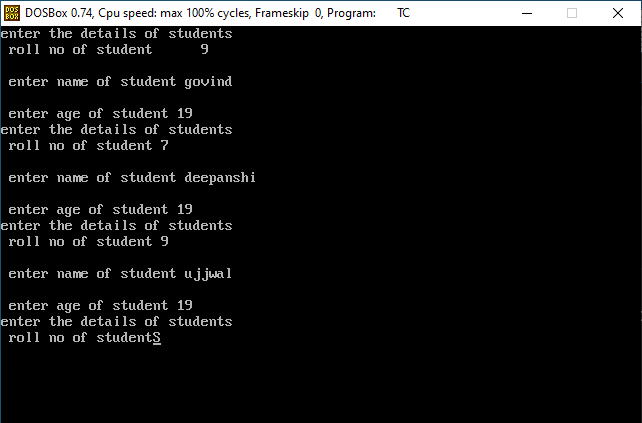 DOSBox 0.74, Cpu speed: max 100% cycles, Frameskip 0, Program: TC
enter the details of students
roll no of student 9
enter name of student govind
enter age of student 19
enter the details of students
roll no of student 7
enter name of student deepanshi
enter age of student 19
enter the details of students
roll no of student 9
enter name of student ujjwal
enter age of student 19
enter the details of students
roll no of studentS